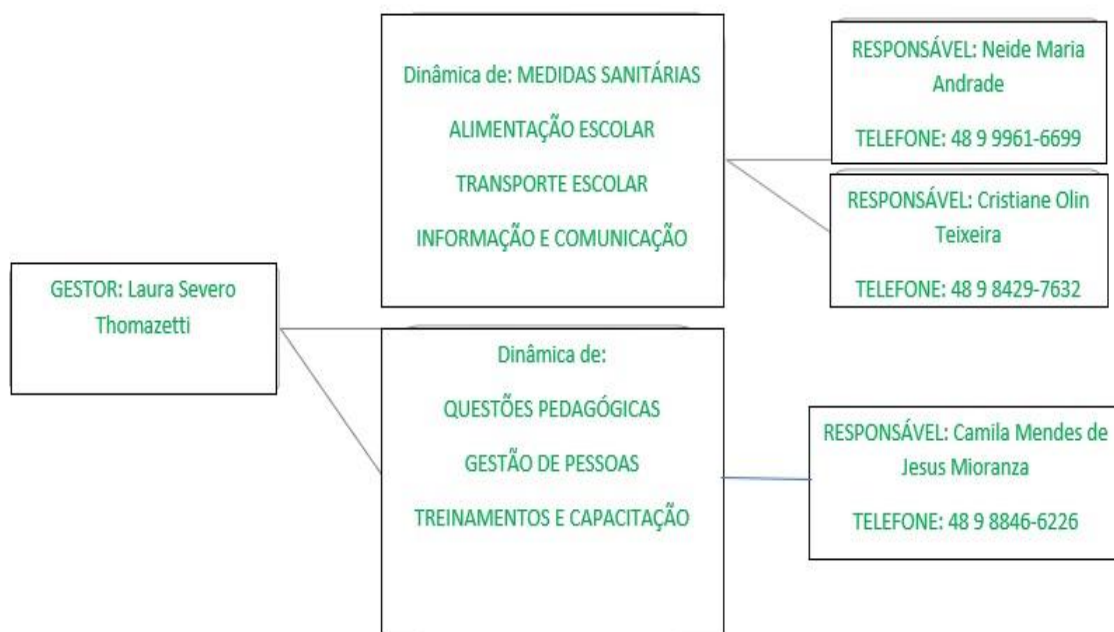 Dinâmica de: MEDIDAS SANITÁRIAS
ALIMENTAÇÃO ESCOLAR
TRANSPORTE ESCOLAR
INFORMAÇÃO E COMUNICAÇÃO
RESPONSÁVEL: Neide Maria
Andrade
TELEFONE: 48 9 9961-6699
RESPONSÁVEL: Cristiane Olin
Teixeira
TELEFONE: 48 9 8429-7632
GESTOR: Laura Severo
Thomazetti
Dinâmica de:
QUESTÕES PEDAGÓGICAS
GESTÃO DE PESSOAS
TREINAMENTOS E CAPACITAÇÃO
RESPONSÁVEL: Camila Mendes de
Jesus Mioranza
TELEFONE: 48 9 8846-6226